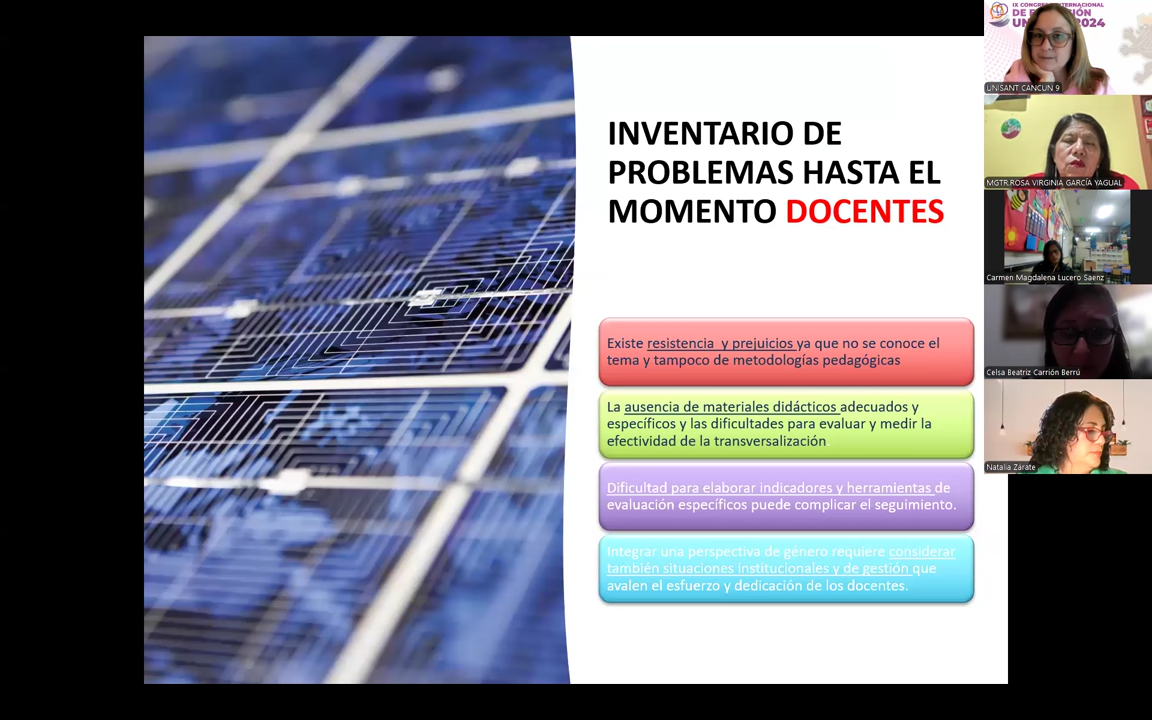 INVENTARIO DE
PROBLEMAS HASTA EL
MOMENTO DOCENTES
Existe resistencia y prejuicios ya que no se conoce el
tema y tampoco de metodologías pedagógicas
La ausencia de materiales didácticos adecuados y
específicos y las dificultades para evaluar y medir la
efectividad de la transversalización
Dificultad para elaborar indicadores y herramientas de
evaluación específicos puede complicar el seguimiento.
Integrar una perspectiva de género requiere considerar
también situaciones institucionales y de gestión que
avalen el esfuerzo y dedicación de los docentes.
IX CONGRESO INTERNACIONAL
2024
UNISANT CANCUN 9
MGTR.ROSA VIRGINIA GARCÍA YAGUAL
Carmen Magdalena Lucero Saenz
Celsa Beatriz Carrión Berrú
Natalia Zárate